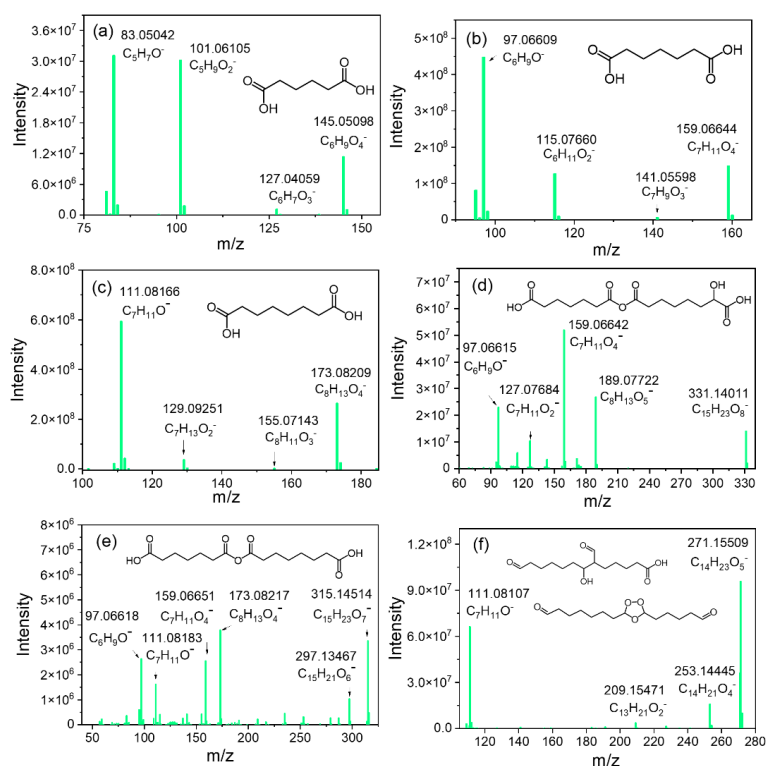 (a)
3.6×10⁷
3.0×10⁷
2.4×10⁷
1.8×10⁷
1.2×10⁷
6.0×10⁶
0.0
Intensity
83.05042
C₅H₇O⁻
101.06105
C₅H₉O₂⁻
O
OH
O
OH
145.05098
C₆H₉O₄⁻
127.04059
C₆H₇O₃⁻
75
100
125
150
m/z
(b)
5×10⁸
4×10⁸
3×10⁸
2×10⁸
1×10⁸
0
Intensity
97.06609
C₆H₉O⁻
O
OH
OH
O
115.07660
C₆H₁₁O₂⁻
159.06644
C₇H₁₁O₄⁻
141.05598
C₇H₉O₃⁻
100
120
140
160
m/z
(c)
8.0×10⁸
6.0×10⁸
4.0×10⁸
2.0×10⁸
0.0
Intensity
111.08166
C₇H₁₁O⁻
O
OH
O
OH
173.08209
C₈H₁₃O₄⁻
129.09251
C₇H₁₃O₂⁻
155.07143
C₈H₁₁O₃⁻
100
120
140
160
180
m/z
(d)
7×10⁷
6×10⁷
5×10⁷
4×10⁷
3×10⁷
2×10⁷
1×10⁷
0
Intensity
O
OH
O
O
O
OH
OH
O
159.06642
C₇H₁₁O₄⁻
97.06615
C₆H₉O⁻
127.07684
C₇H₁₁O₂⁻
189.07722
C₈H₁₃O₅⁻
331.14011
C₁₅H₂₃O₈⁻
60
90
120
150
180
210
240
270
300
330
m/z
(e)
8×10⁶
7×10⁶
6×10⁶
5×10⁶
4×10⁶
3×10⁶
2×10⁶
1×10⁶
0
Intensity
O
HO
O
O
O
O
OH
159.06651
C₇H₁₁O₄⁻
173.08217
C₈H₁₃O₄⁻
315.14514
C₁₅H₂₃O₇⁻
97.06618
C₆H₉O⁻
111.08183
C₇H₁₁O⁻
297.13467
C₁₅H₂₁O₆⁻
50
100
150
200
250
300
m/z
(f)
1.2×10⁸
9.0×10⁷
6.0×10⁷
3.0×10⁷
0.0
Intensity
O
O
OH
O
OH
O
O-O
O
O
271.15509
C₁₄H₂₃O₅⁻
111.08107
C₇H₁₁O⁻
253.14445
C₁₄H₂₁O₄⁻
209.15471
C₁₃H₂₁O₂⁻
120
140
160
180
200
220
240
260
280
m/z